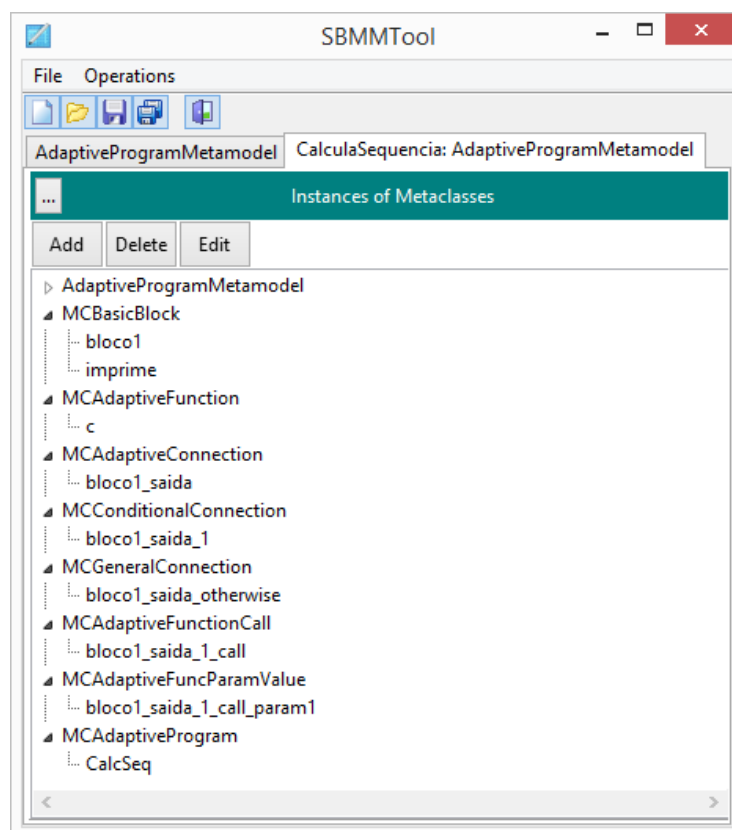 SBMMTool
File Operations
AdaptiveProgramMetamodel CalculaSequencia: AdaptiveProgramMetamodel
... Instances of Metaclasses
Add Delete Edit
AdaptiveProgramMetamodel
MCBasicBlock
bloco1
imprime
MCAdaptiveFunction
c
MCAdaptiveConnection
bloco1_saida
MCConditionalConnection
bloco1_saida_1
MCGeneralConnection
bloco1_saida_otherwise
MCAdaptiveFunctionCall
bloco1_saida_1_call
MCAdaptiveFuncParamValue
bloco1_saida_1_call_param1
MCAdaptiveProgram
CalcSeq